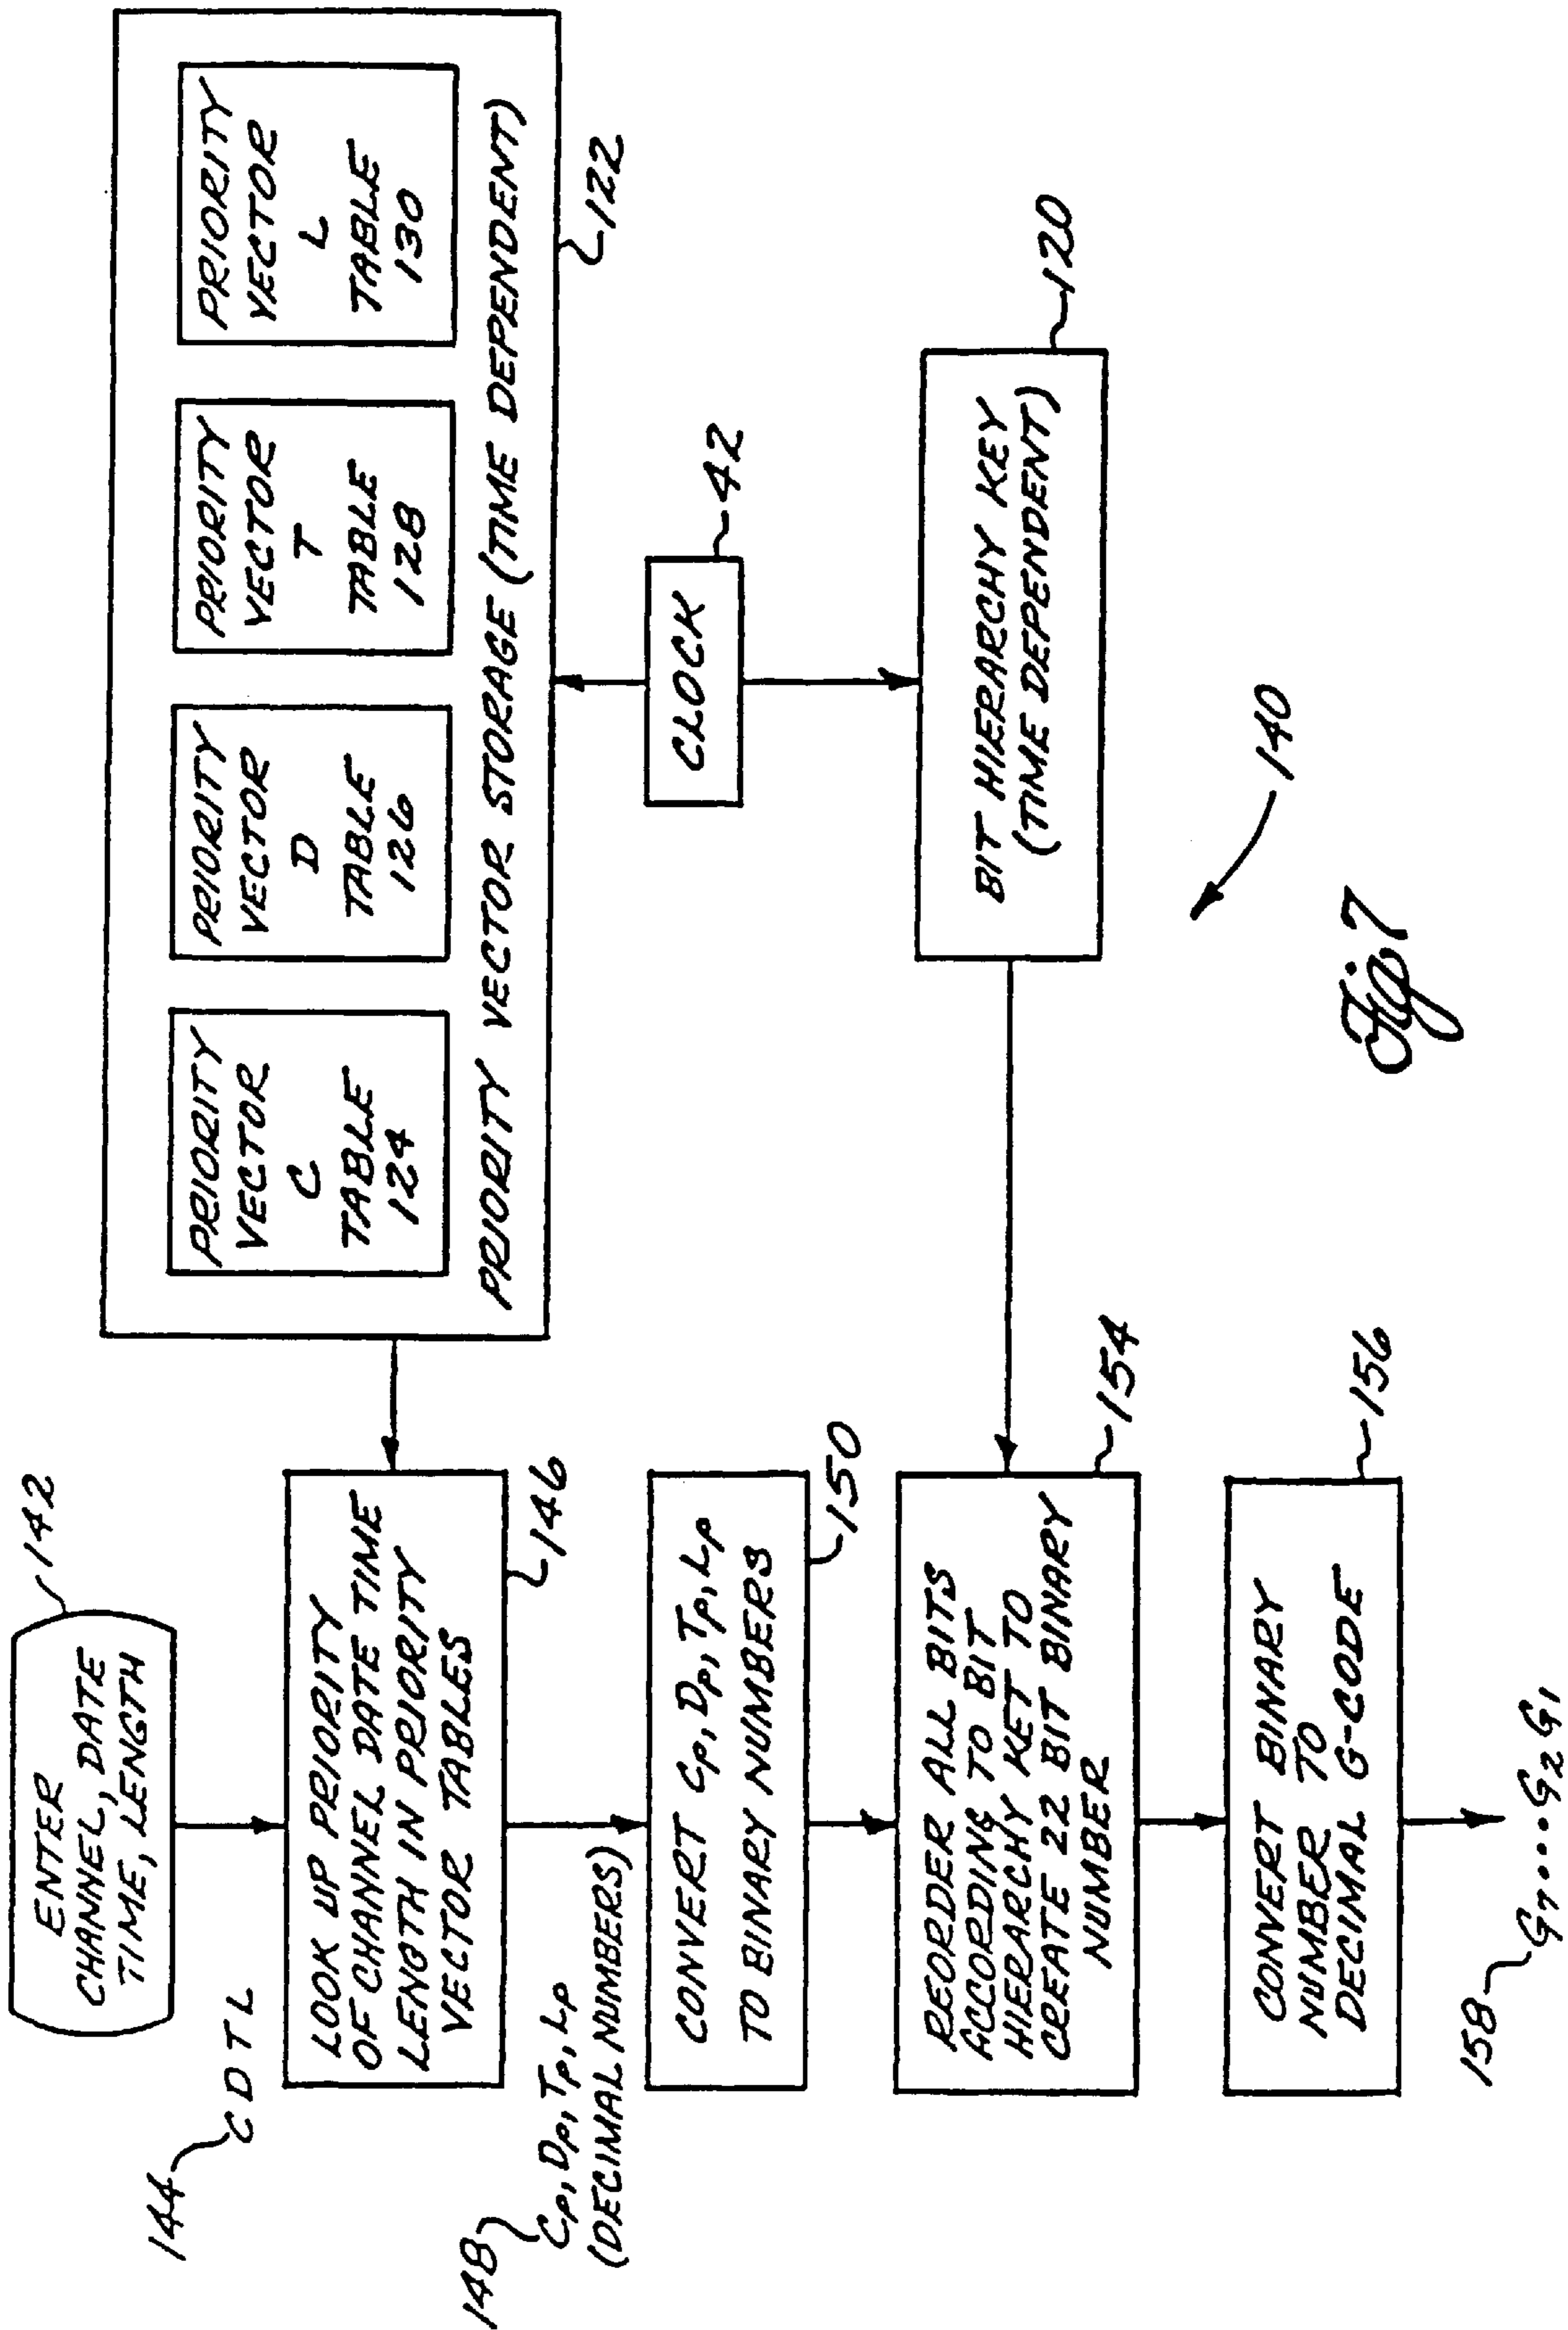 142
ENTER
CHANNEL, DATE
TIME, LENGTH
144
C D T L
LOOK UP PRIORITY
OF CHANNEL DATE TIME
LENGTH IN PRIORITY
VECTOR TABLES
146
148
Cp, Dp, Tp, Lp
(DECIMAL NUMBERS)
CONVERT Cp, Dp, Tp, Lp
TO BINARY NUMBERS
150
REORDER ALL BITS
ACCORDING TO BIT
HIERARCHY KET TO
CREATE 22 BIT BINARY
NUMBER
154
CONVERT BINARY
NUMBER TO
DECIMAL G-CODE
156
158
G7...G2G1
PRIORITY
VECTOR
C
TABLE
124
PRIORITY
VECTOR
D
TABLE
126
PRIORITY
VECTOR
T
TABLE
128
PRIORITY
VECTOR
L
TABLE
130
PRIORITY VECTOR STORAGE (TIME DEPENDENT)
122
CLOCK
42
BIT HIERARCHY KEY
(TIME DEPENDENT)
120
140
Fig. 7